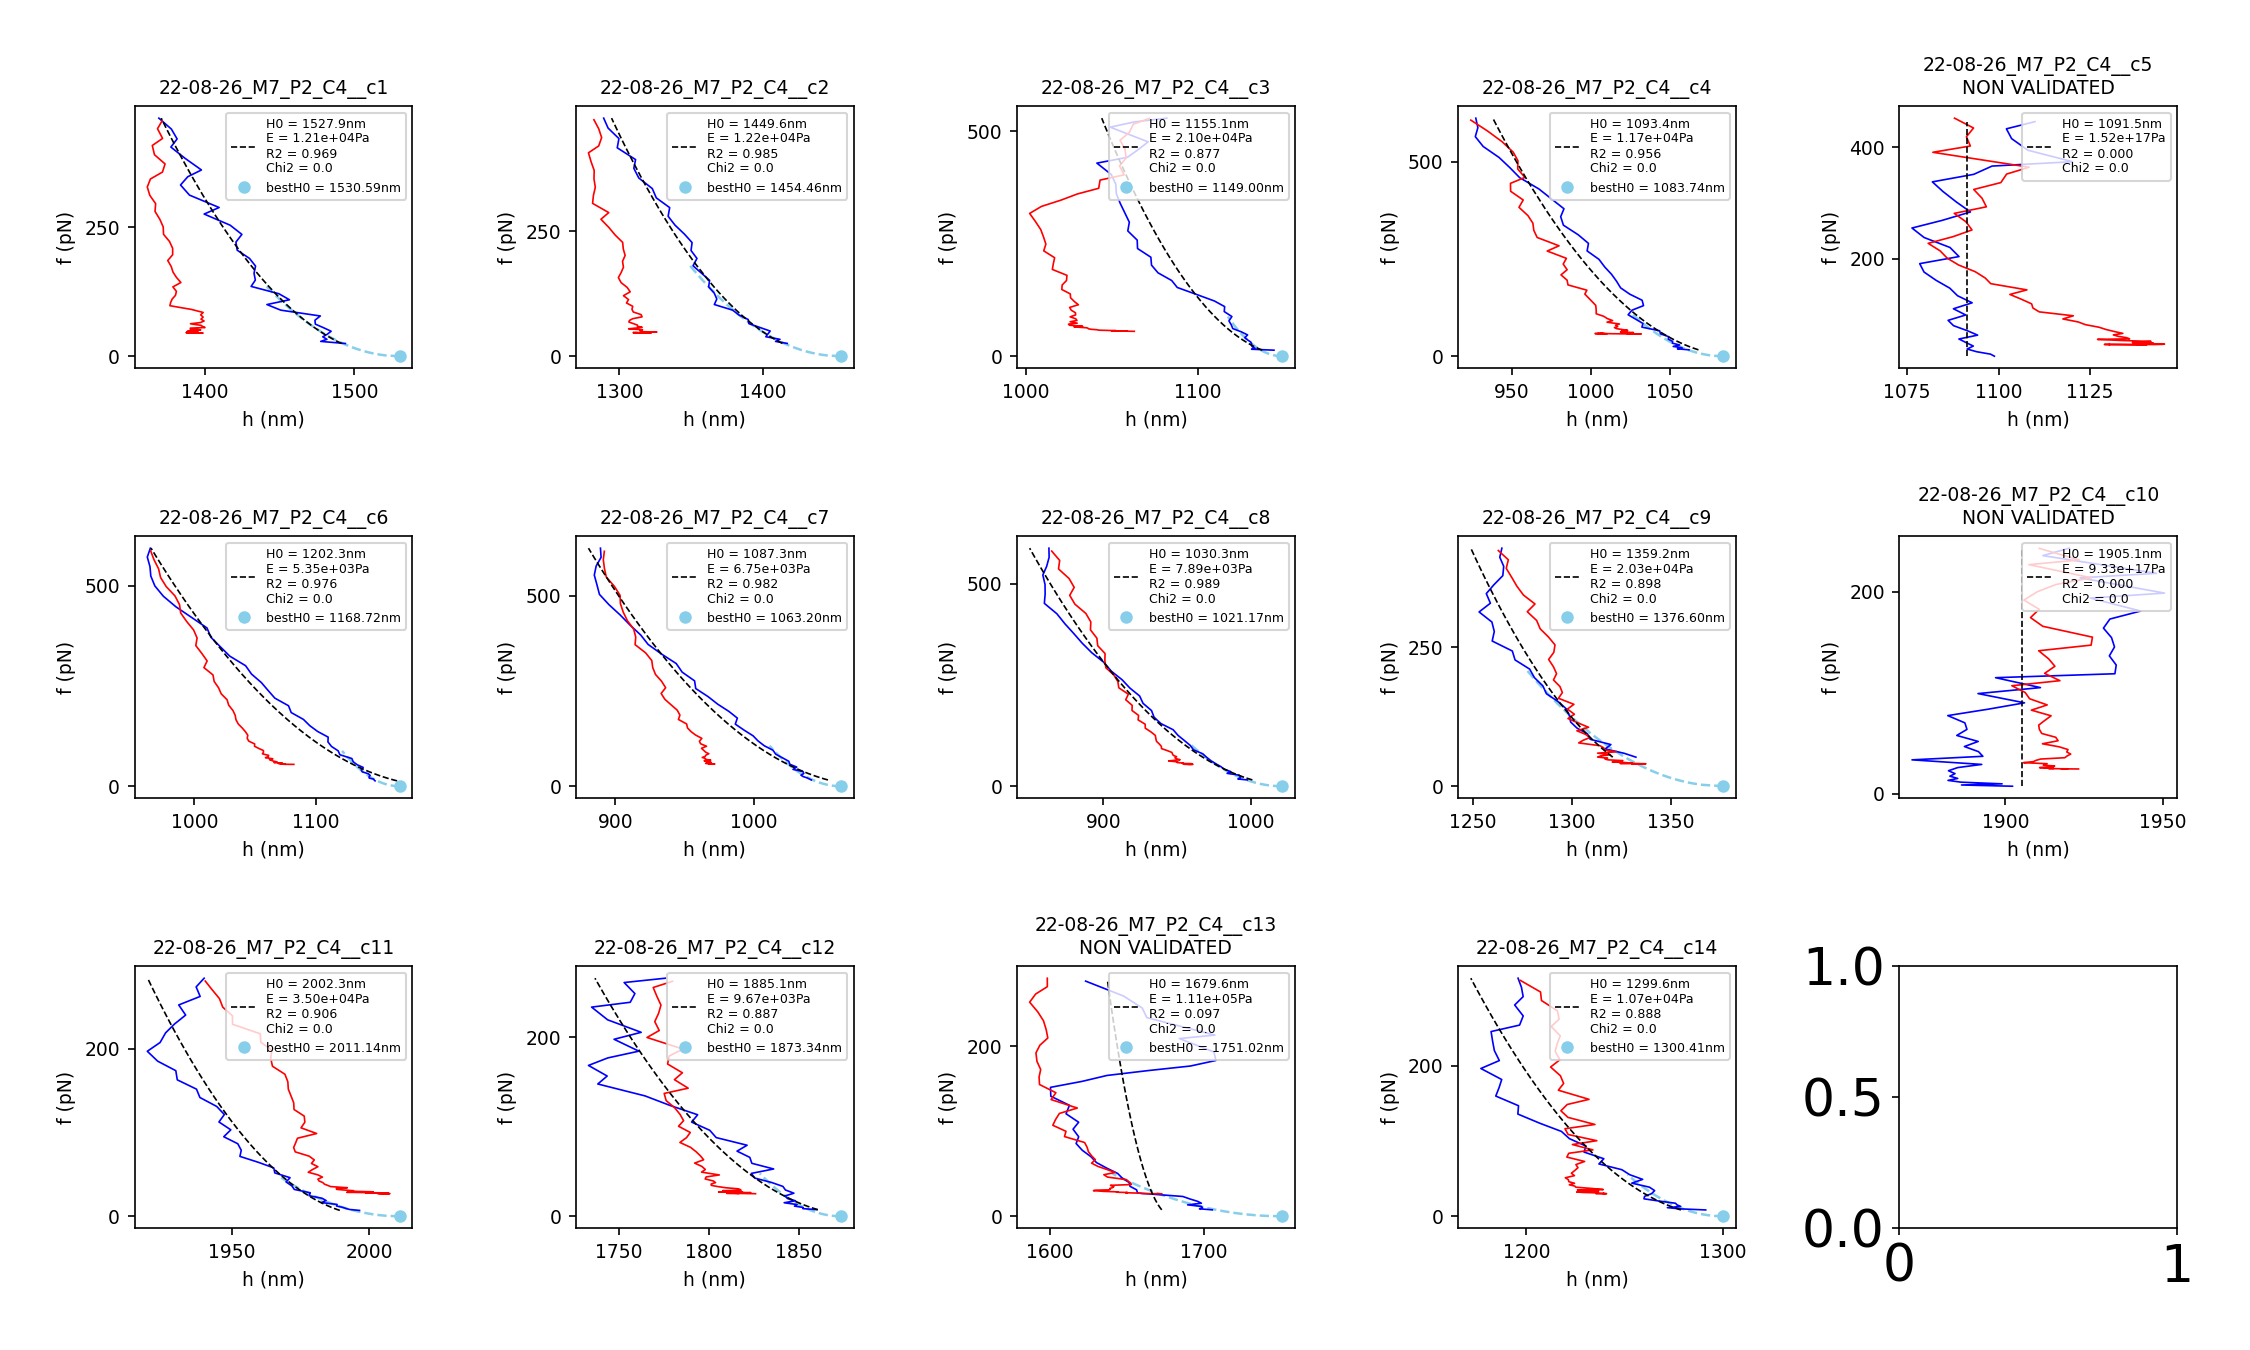 22-08-26_M7_P2_C4__c1
H0 = 1527.9nm
E = 1.21e+04Pa
R2 = 0.969
Chi2 = 0.0
bestH0 = 1530.59nm
f (pN)
250
0
1400 1500
h (nm)
22-08-26_M7_P2_C4__c2
H0 = 1449.6nm
E = 1.22e+04Pa
R2 = 0.985
Chi2 = 0.0
bestH0 = 1454.46nm
f (pN)
250
0
1300 1400
h (nm)
22-08-26_M7_P2_C4__c3
H0 = 1155.1nm
E = 2.10e+04Pa
R2 = 0.877
Chi2 = 0.0
bestH0 = 1149.00nm
f (pN)
500
0
1000 1100
h (nm)
22-08-26_M7_P2_C4__c4
H0 = 1093.4nm
E = 1.17e+04Pa
R2 = 0.956
Chi2 = 0.0
bestH0 = 1083.74nm
f (pN)
500
0
950 1000 1050
h (nm)
22-08-26_M7_P2_C4__c5
NON VALIDATED
H0 = 1091.5nm
E = 1.52e+17Pa
R2 = 0.000
Chi2 = 0.0
f (pN)
400
200
1075 1100 1125
h (nm)
22-08-26_M7_P2_C4__c6
H0 = 1202.3nm
E = 5.35e+03Pa
R2 = 0.976
Chi2 = 0.0
bestH0 = 1168.72nm
f (pN)
500
0
1000 1100
h (nm)
22-08-26_M7_P2_C4__c7
H0 = 1087.3nm
E = 6.75e+03Pa
R2 = 0.982
Chi2 = 0.0
bestH0 = 1063.20nm
f (pN)
500
0
900 1000
h (nm)
22-08-26_M7_P2_C4__c8
H0 = 1030.3nm
E = 7.89e+03Pa
R2 = 0.989
Chi2 = 0.0
bestH0 = 1021.17nm
f (pN)
500
0
900 1000
h (nm)
22-08-26_M7_P2_C4__c9
H0 = 1359.2nm
E = 2.03e+04Pa
R2 = 0.898
Chi2 = 0.0
bestH0 = 1376.60nm
f (pN)
250
0
1250 1300 1350
h (nm)
22-08-26_M7_P2_C4__c10
NON VALIDATED
H0 = 1905.1nm
E = 9.33e+17Pa
R2 = 0.000
Chi2 = 0.0
f (pN)
200
0
1900 1950
h (nm)
22-08-26_M7_P2_C4__c11
H0 = 2002.3nm
E = 3.50e+04Pa
R2 = 0.906
Chi2 = 0.0
bestH0 = 2011.14nm
f (pN)
200
0
1950 2000
h (nm)
22-08-26_M7_P2_C4__c12
H0 = 1885.1nm
E = 9.67e+03Pa
R2 = 0.887
Chi2 = 0.0
bestH0 = 1873.34nm
f (pN)
200
0
1750 1800 1850
h (nm)
22-08-26_M7_P2_C4__c13
NON VALIDATED
H0 = 1679.6nm
E = 1.11e+05Pa
R2 = 0.097
Chi2 = 0.0
bestH0 = 1751.02nm
f (pN)
200
0
1600 1700
h (nm)
22-08-26_M7_P2_C4__c14
H0 = 1299.6nm
E = 1.07e+04Pa
R2 = 0.888
Chi2 = 0.0
bestH0 = 1300.41nm
f (pN)
200
0
1200 1300
h (nm)
1.0
0.5
0.0
0 1